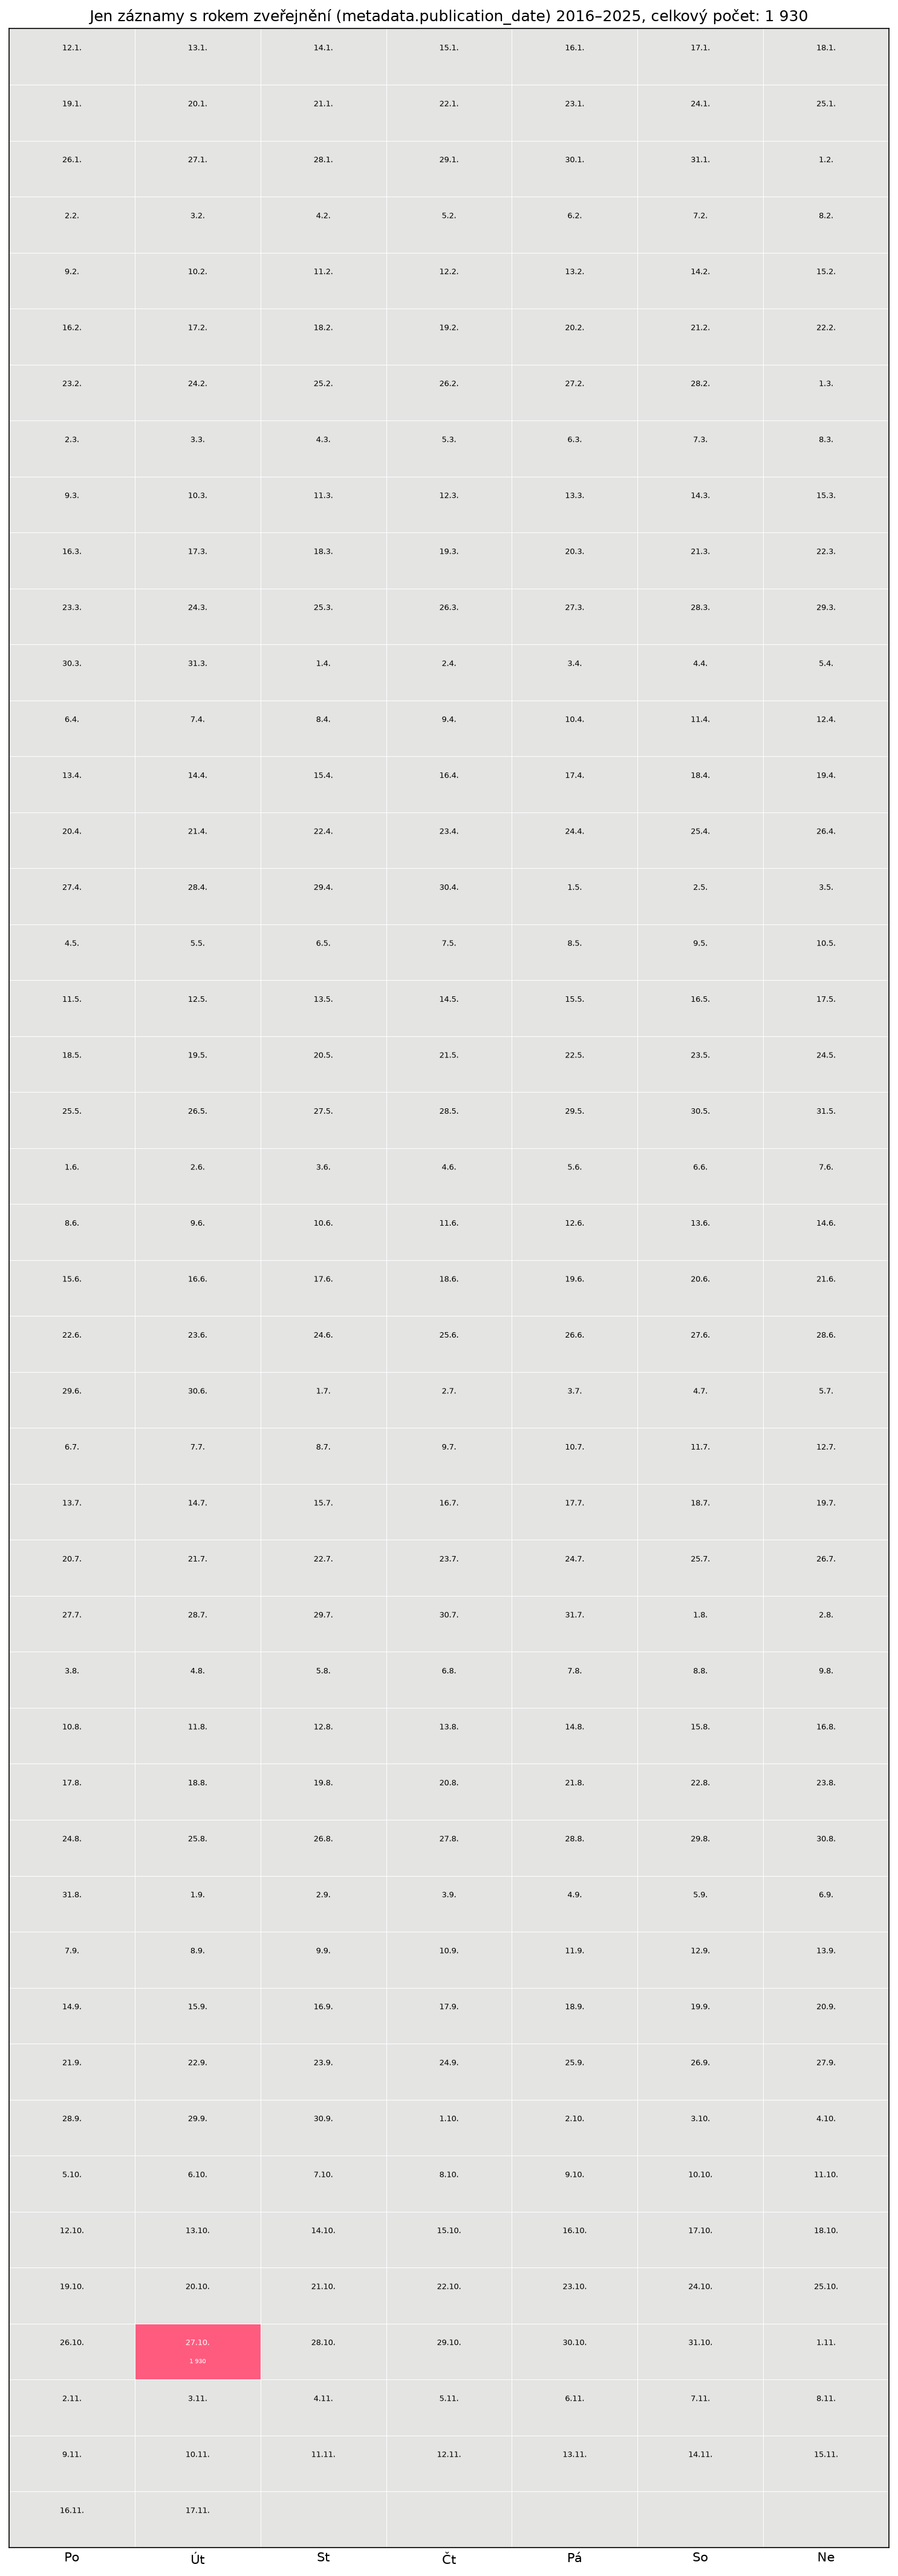 Jen záznamy s rokem zveřejnění (metadata.publication_date) 2016–2025, celkový počet: 1 930
12.1. 13.1. 14.1. 15.1. 16.1. 17.1. 18.1.
19.1. 20.1. 21.1. 22.1. 23.1. 24.1. 25.1.
26.1. 27.1. 28.1. 29.1. 30.1. 31.1. 1.2.
2.2. 3.2. 4.2. 5.2. 6.2. 7.2. 8.2.
9.2. 10.2. 11.2. 12.2. 13.2. 14.2. 15.2.
16.2. 17.2. 18.2. 19.2. 20.2. 21.2. 22.2.
23.2. 24.2. 25.2. 26.2. 27.2. 28.2. 1.3.
2.3. 3.3. 4.3. 5.3. 6.3. 7.3. 8.3.
9.3. 10.3. 11.3. 12.3. 13.3. 14.3. 15.3.
16.3. 17.3. 18.3. 19.3. 20.3. 21.3. 22.3.
23.3. 24.3. 25.3. 26.3. 27.3. 28.3. 29.3.
30.3. 31.3. 1.4. 2.4. 3.4. 4.4. 5.4.
6.4. 7.4. 8.4. 9.4. 10.4. 11.4. 12.4.
13.4. 14.4. 15.4. 16.4. 17.4. 18.4. 19.4.
20.4. 21.4. 22.4. 23.4. 24.4. 25.4. 26.4.
27.4. 28.4. 29.4. 30.4. 1.5. 2.5. 3.5.
4.5. 5.5. 6.5. 7.5. 8.5. 9.5. 10.5.
11.5. 12.5. 13.5. 14.5. 15.5. 16.5. 17.5.
18.5. 19.5. 20.5. 21.5. 22.5. 23.5. 24.5.
25.5. 26.5. 27.5. 28.5. 29.5. 30.5. 31.5.
1.6. 2.6. 3.6. 4.6. 5.6. 6.6. 7.6.
8.6. 9.6. 10.6. 11.6. 12.6. 13.6. 14.6.
15.6. 16.6. 17.6. 18.6. 19.6. 20.6. 21.6.
22.6. 23.6. 24.6. 25.6. 26.6. 27.6. 28.6.
29.6. 30.6. 1.7. 2.7. 3.7. 4.7. 5.7.
6.7. 7.7. 8.7. 9.7. 10.7. 11.7. 12.7.
13.7. 14.7. 15.7. 16.7. 17.7. 18.7. 19.7.
20.7. 21.7. 22.7. 23.7. 24.7. 25.7. 26.7.
27.7. 28.7. 29.7. 30.7. 31.7. 1.8. 2.8.
3.8. 4.8. 5.8. 6.8. 7.8. 8.8. 9.8.
10.8. 11.8. 12.8. 13.8. 14.8. 15.8. 16.8.
17.8. 18.8. 19.8. 20.8. 21.8. 22.8. 23.8.
24.8. 25.8. 26.8. 27.8. 28.8. 29.8. 30.8.
31.8. 1.9. 2.9. 3.9. 4.9. 5.9. 6.9.
7.9. 8.9. 9.9. 10.9. 11.9. 12.9. 13.9.
14.9. 15.9. 16.9. 17.9. 18.9. 19.9. 20.9.
21.9. 22.9. 23.9. 24.9. 25.9. 26.9. 27.9.
28.9. 29.9. 30.9. 1.10. 2.10. 3.10. 4.10.
5.10. 6.10. 7.10. 8.10. 9.10. 10.10. 11.10.
12.10. 13.10. 14.10. 15.10. 16.10. 17.10. 18.10.
19.10. 20.10. 21.10. 22.10. 23.10. 24.10. 25.10.
26.10. 27.10. 28.10. 29.10. 30.10. 31.10. 1.11.
1 930
2.11. 3.11. 4.11. 5.11. 6.11. 7.11. 8.11.
9.11. 10.11. 11.11. 12.11. 13.11. 14.11. 15.11.
16.11. 17.11.
Po Út St Čt Pá So Ne